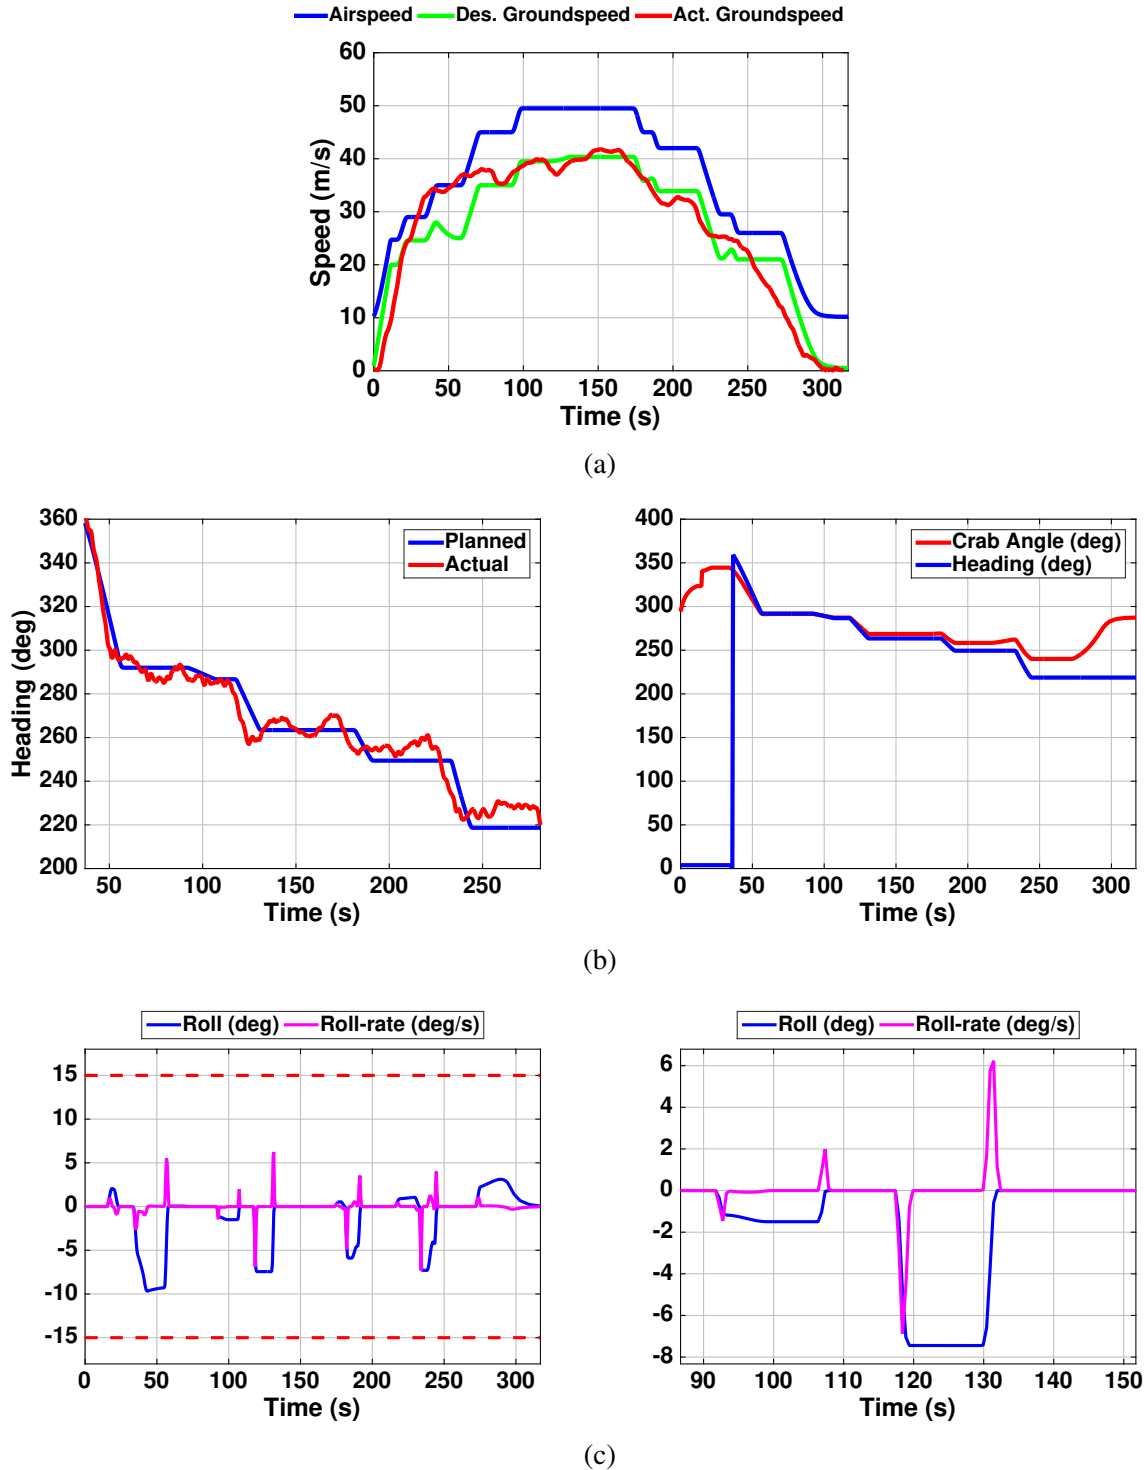 Airspeed Des. Groundspeed Act. Groundspeed
60
50
40
30
20
10
0
Speed (m/s)
0 50 100 150 200 250 300
Time (s)
(a)
360
340
320
300
280
260
240
220
200
Heading (deg)
Planned
Actual
50 100 150 200 250
Time (s)
400
350
300
250
200
150
100
50
0
Crab Angle (deg)
Heading (deg)
0 50 100 150 200 250 300
Time (s)
(b)
Roll (deg) Roll-rate (deg/s)
15
10
5
0
-5
-10
-15
0 50 100 150 200 250 300
Time (s)
Roll (deg) Roll-rate (deg/s)
6
4
2
0
-2
-4
-6
-8
90 100 110 120 130 140 150
Time (s)
(c)